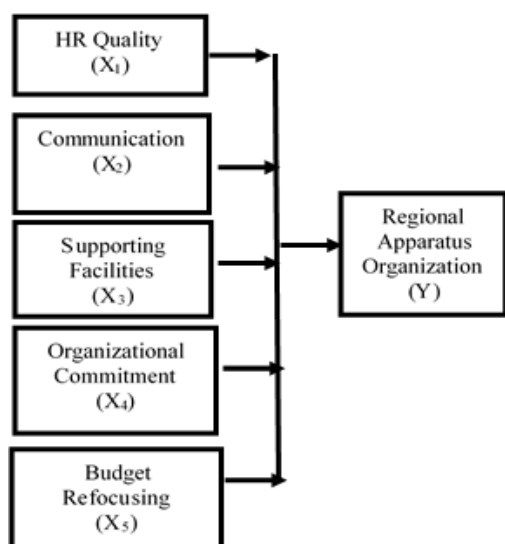 HR Quality
(X₁)
Communication
(X₂)
Supporting
Facilities
(X₃)
Organizational
Commitment
(X₄)
Budget
Refocusing
(X₅)
Regional
Apparatus
Organization
(Y)